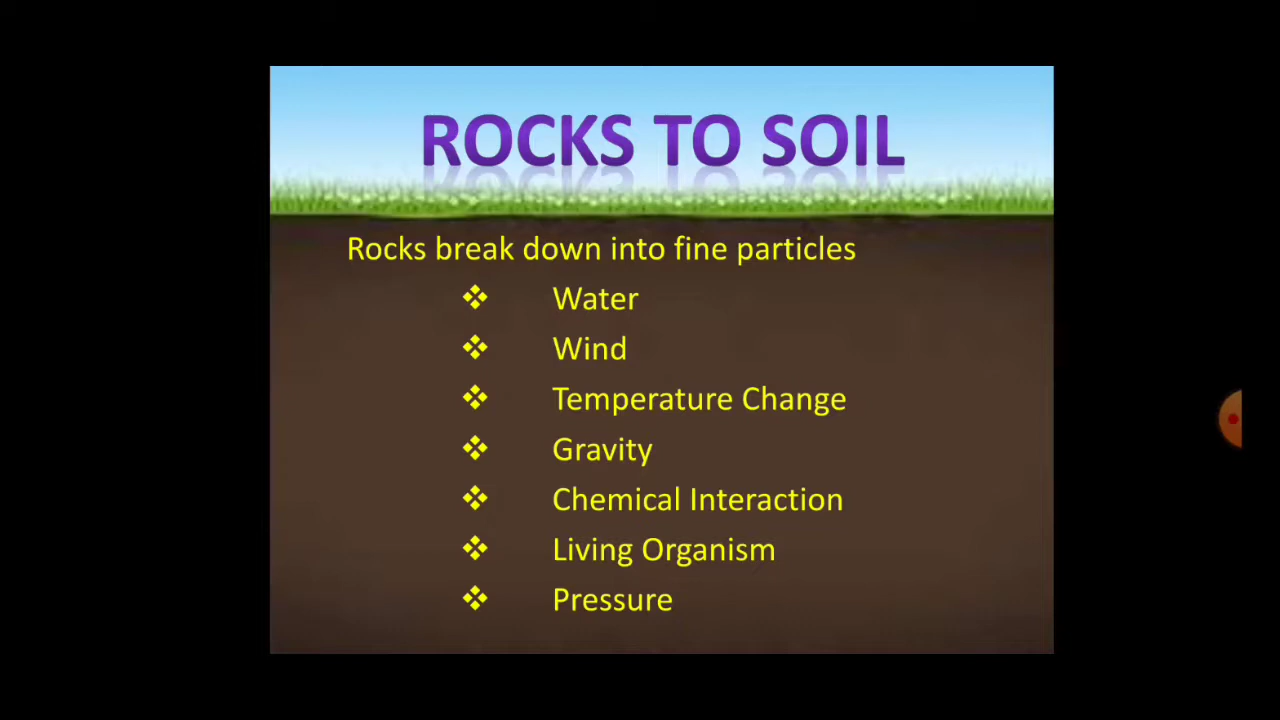 ROCKS TO SOIL
Rocks break down into fine particles
❖ Water
❖ Wind
❖ Temperature Change
❖ Gravity
❖ Chemical Interaction
❖ Living Organism
❖ Pressure